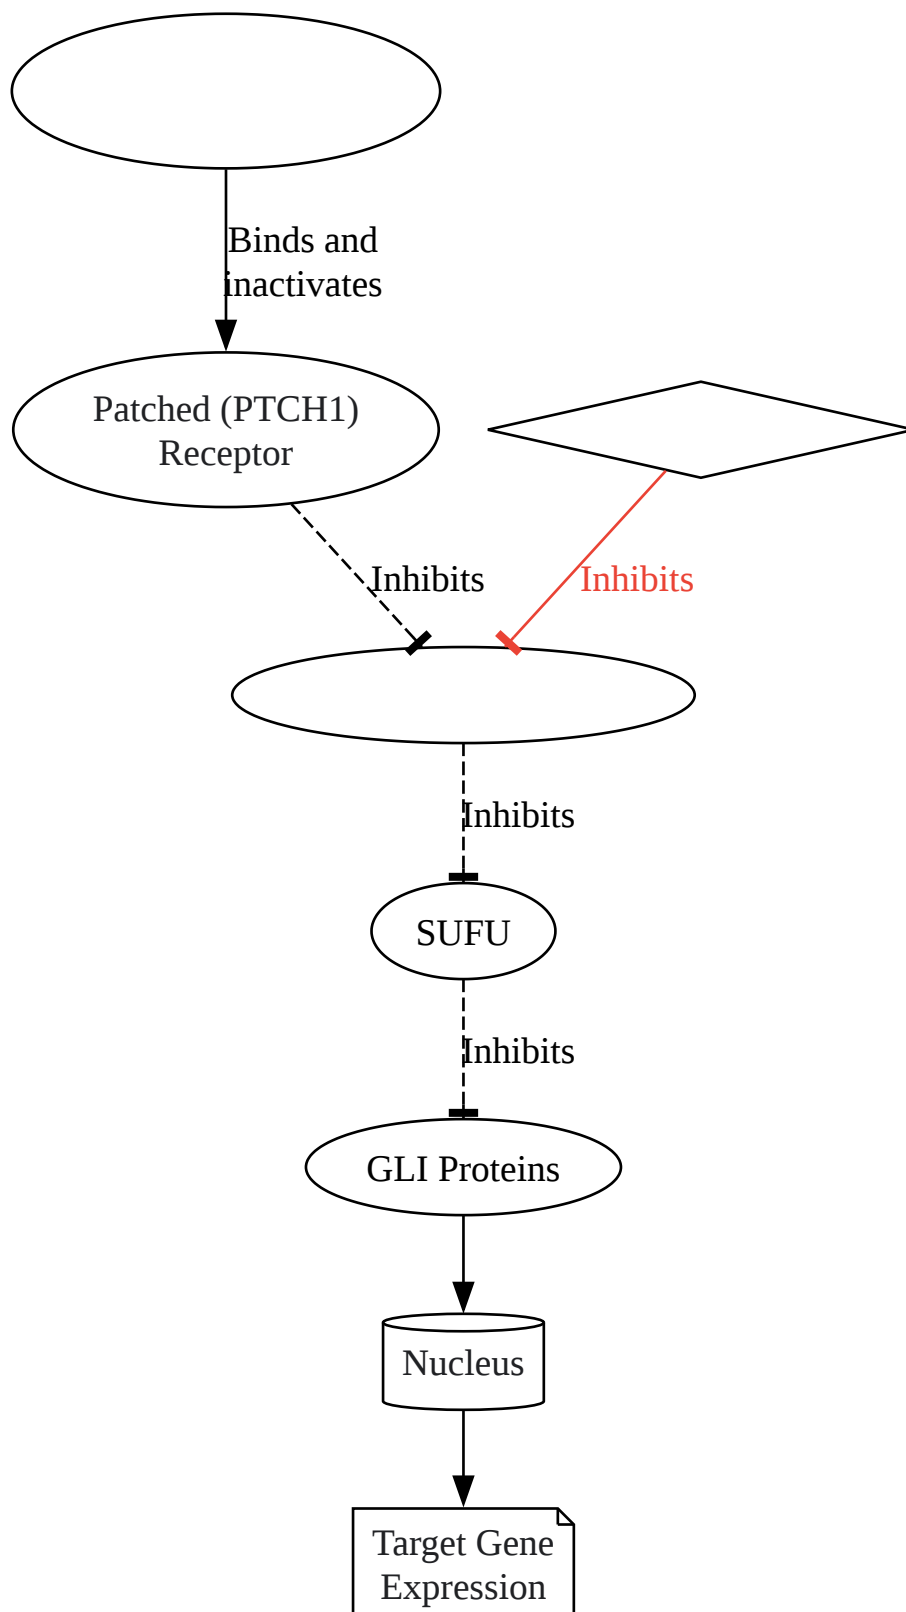 Binds and
inactivates
Patched (PTCH1)
Receptor
Inhibits
Inhibits
Inhibits
SUFU
Inhibits
GLI Proteins
Nucleus
Target Gene
Expression